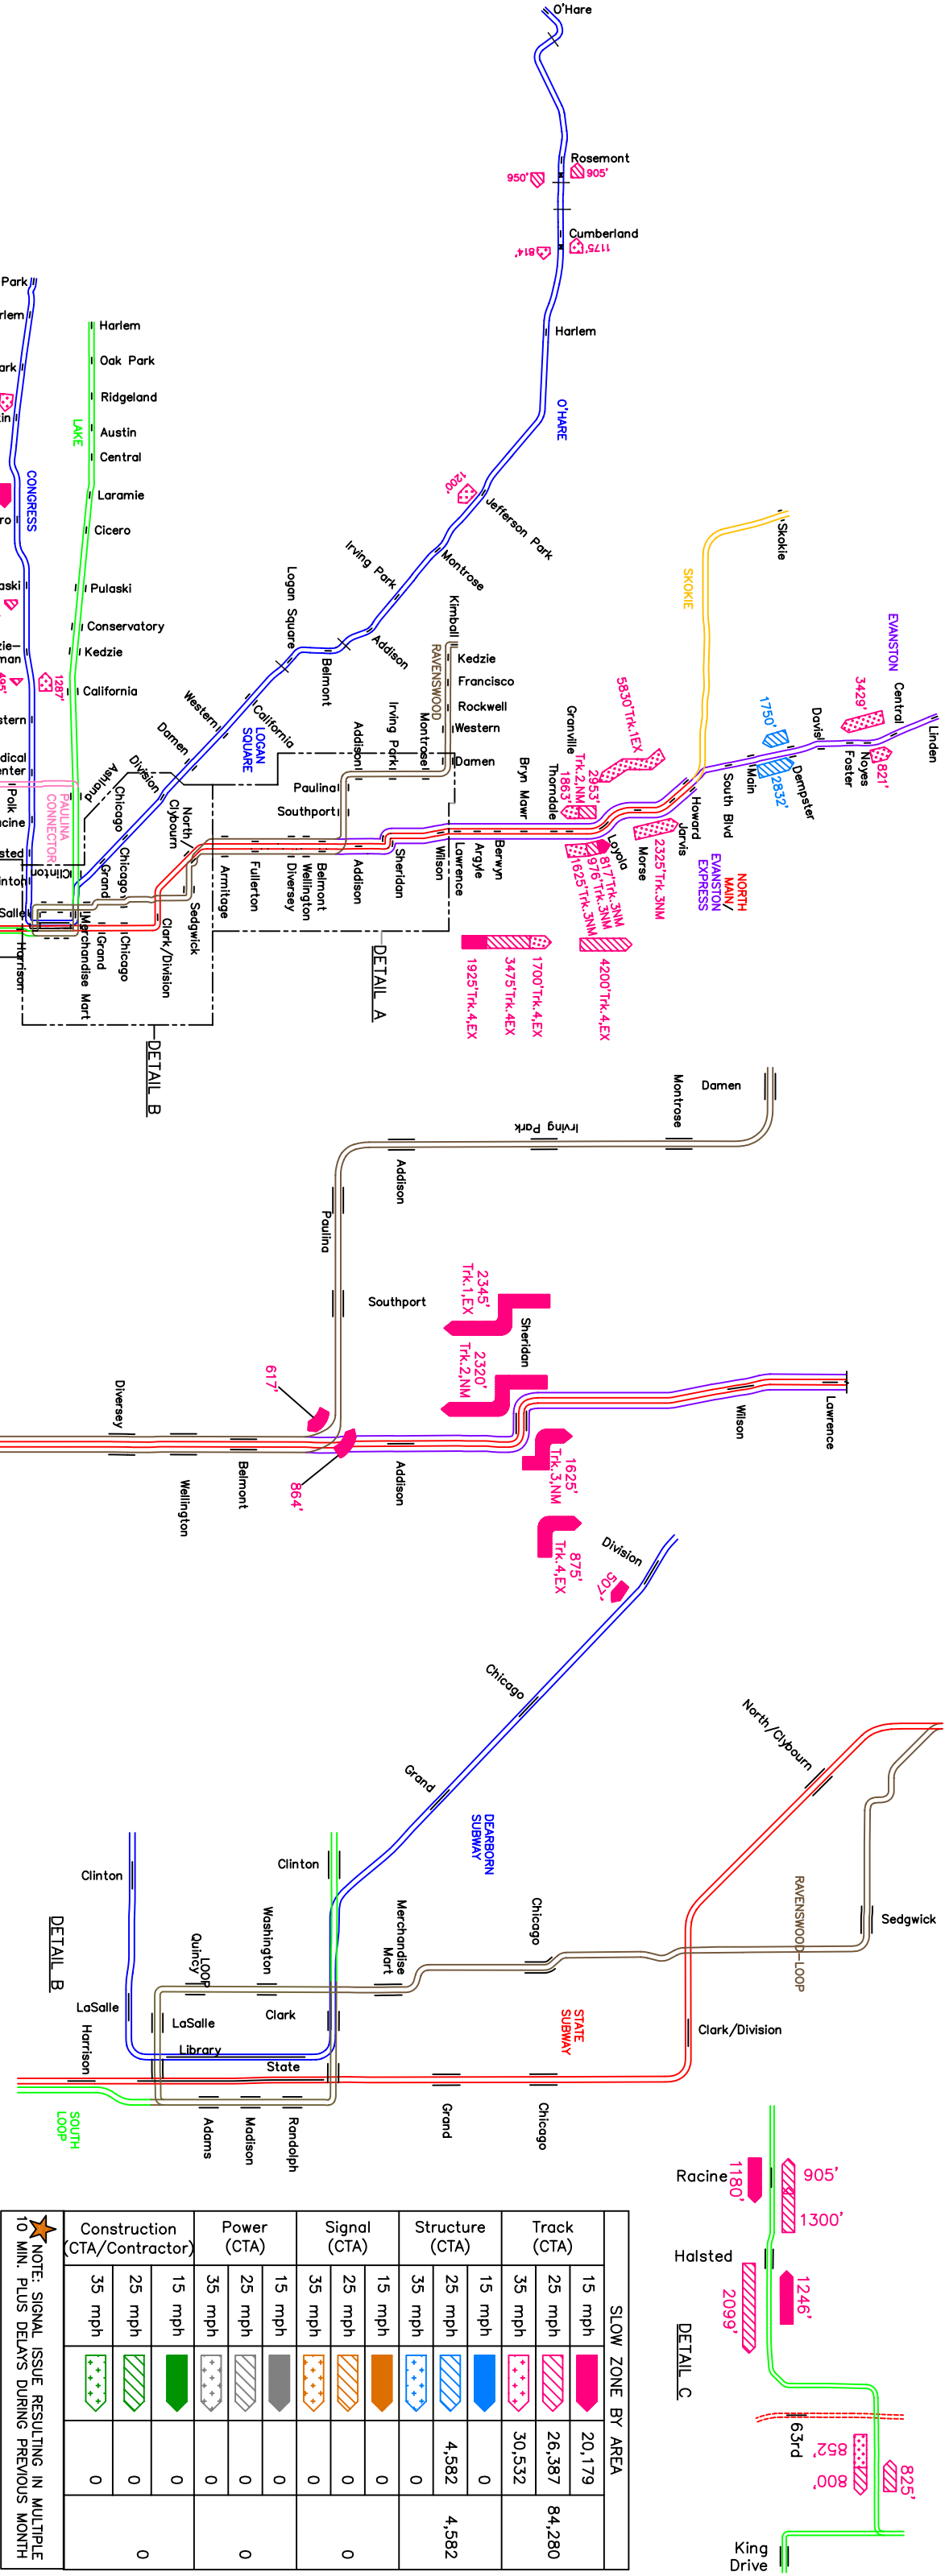 O'Hare
Rosemont
905'
950'
Cumberland
1175'
814'
Harlem
O'HARE
1200'
Jefferson Park
Montrose
Irving Park
Addison
Logan Square
Belmont
LOGAN
SQUARE
California
Western
Damen
Division
Chicago
Grand
Clinton
Park
Harlem
Oak Park
Ridgeland
Austin
Central
Laramie
Cicero
Pulaski
Conservatory
Kedzie
California
Ashland
LAKE
CONGRESS
1287'
495'
Polk
PAULINA
CONNECTOR
Skokie
SKOKIE
EVANSTON
Linden
Central
Noyes
Foster
Davis
Dempster
Main
South Blvd
Howard
3429'
821'
1750'
2832'
NORTH
MAIN/
EVANSTON
EXPRESS
Jarvis
Morse
Loyola
Granville
Thorndale
Bryn Mawr
Berwyn
Argyle
Lawrence
Wilson
Sheridan
Addison
Belmont
Wellington
Diversey
Fullerton
Armitage
North
Clybourn
Sedgwick
Clark/Division
Chicago
Chicago
Grand
Merchandise Mart
Harrison
5830'Trk.1EX
2953'
Trk.2,NM
1863'
2325'Trk.3NM
817'Trk.3NM
976'Trk.3NM
1625'Trk.3NM
4200'Trk.4,EX
1700'Trk.4,EX
3475'Trk.4EX
1925'Trk.4,EX
Kimball
Kedzie
Francisco
Rockwell
Western
Damen
RAVENSWOOD
Montrose
Irving Park
Addison
Paulina
Southport
DETAIL A
DETAIL B
Damen
Montrose
Irving Park
Addison
Paulina
Southport
2345'
Trk.1,EX
Sheridan
2320'
Trk.2,NM
1625'
Trk.3,NM
875'
Trk.4,EX
Lawrence
Wilson
Addison
Belmont
Wellington
Diversey
617'
864'
Division
507'
Chicago
Grand
DEARBORN
SUBWAY
Clinton
Clinton
North/Clybourn
RAVENSWOOD-LOOP
Sedgwick
Clark/Division
STATE
SUBWAY
Chicago
Chicago
Grand
Merchandise
Mart
Washington
LOOP
Quincy
Clark
LaSalle
LaSalle
Library
State
Harrison
Randolph
Madison
Adams
SOUTH
LOOP
DETAIL B
Racine
905'
1300'
1180'
Halsted
1246'
2099'
DETAIL C
63rd
852'
800'
825'
King
Drive
SLOW ZONE BY AREA
Track
(CTA)
15 mph 20,179
25 mph 26,387 84,280
35 mph 30,532
Structure
(CTA)
15 mph 0
25 mph 4,582 4,582
35 mph 0
Signal
(CTA)
15 mph 0
25 mph 0 0
35 mph 0
Power
(CTA)
15 mph 0
25 mph 0 0
35 mph 0
Construction
(CTA/Contractor)
15 mph 0
25 mph 0 0
35 mph 0
NOTE: SIGNAL ISSUE RESULTING IN MULTIPLE
10 MIN. PLUS DELAYS DURING PREVIOUS MONTH